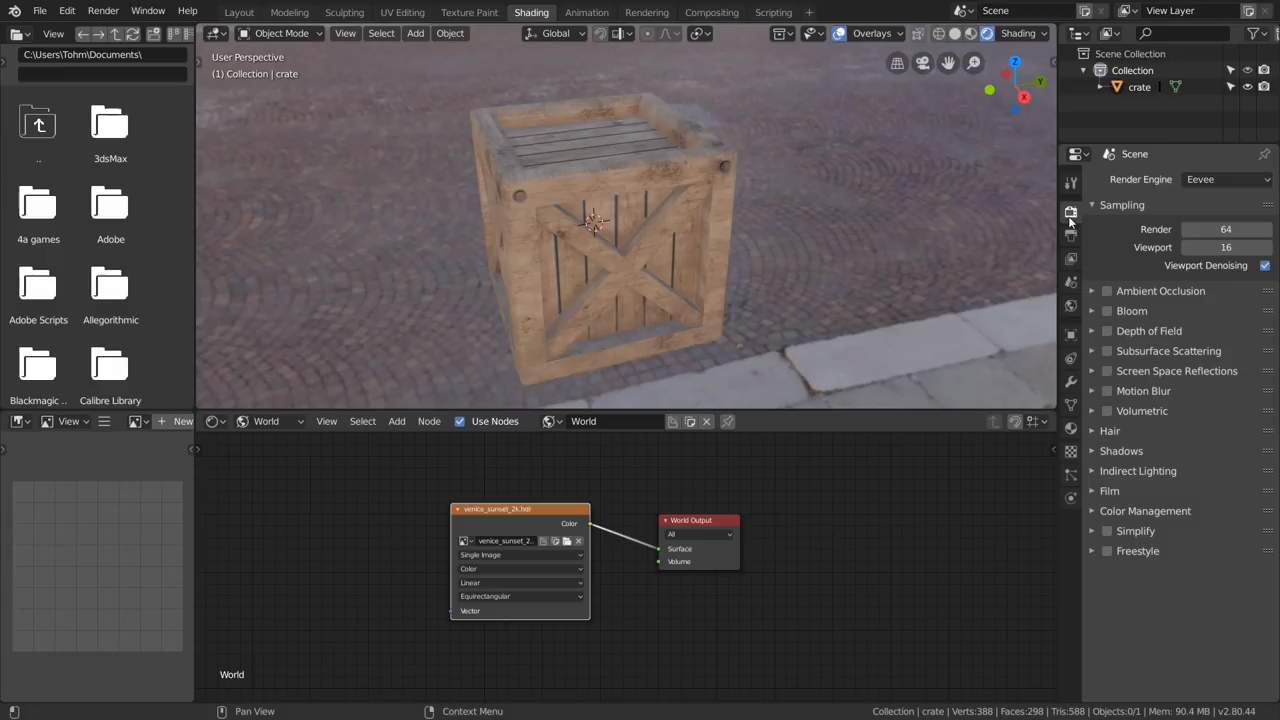 File Edit Render Window Help Layout Modeling Sculpting UV Editing Texture Paint Shading Animation Rendering Compositing Scripting + Scene View Layer
View Object Mode View Select Add Object Global Overlays Shading
C:\Users\Tohm\Documents\
..
3dsMax
4a games
Adobe
Adobe Scripts
Allegorithmic
Blackmagic ..
Calibre Library
User Perspective
(1) Collection | crate
Z
Y
X
Scene Collection
Collection
crate
Scene
Render Engine Eevee
Sampling
Render 64
Viewport 16
Viewport Denoising
Ambient Occlusion
Bloom
Depth of Field
Subsurface Scattering
Screen Space Reflections
Motion Blur
Volumetric
Hair
Shadows
Indirect Lighting
Film
Color Management
Simplify
Freestyle
View + New
World View Select Add Node Use Nodes World
venice_sunset_2k.hdr
Color
venice_sunset_2..
Single Image
Color
Linear
Equirectangular
Vector
World Output
All
Surface
Volume
World
Pan View Context Menu Collection | crate | Verts:388 | Faces:298 | Tris:588 | Objects:0/1 | Mem: 90.4 MB | v2.80.44